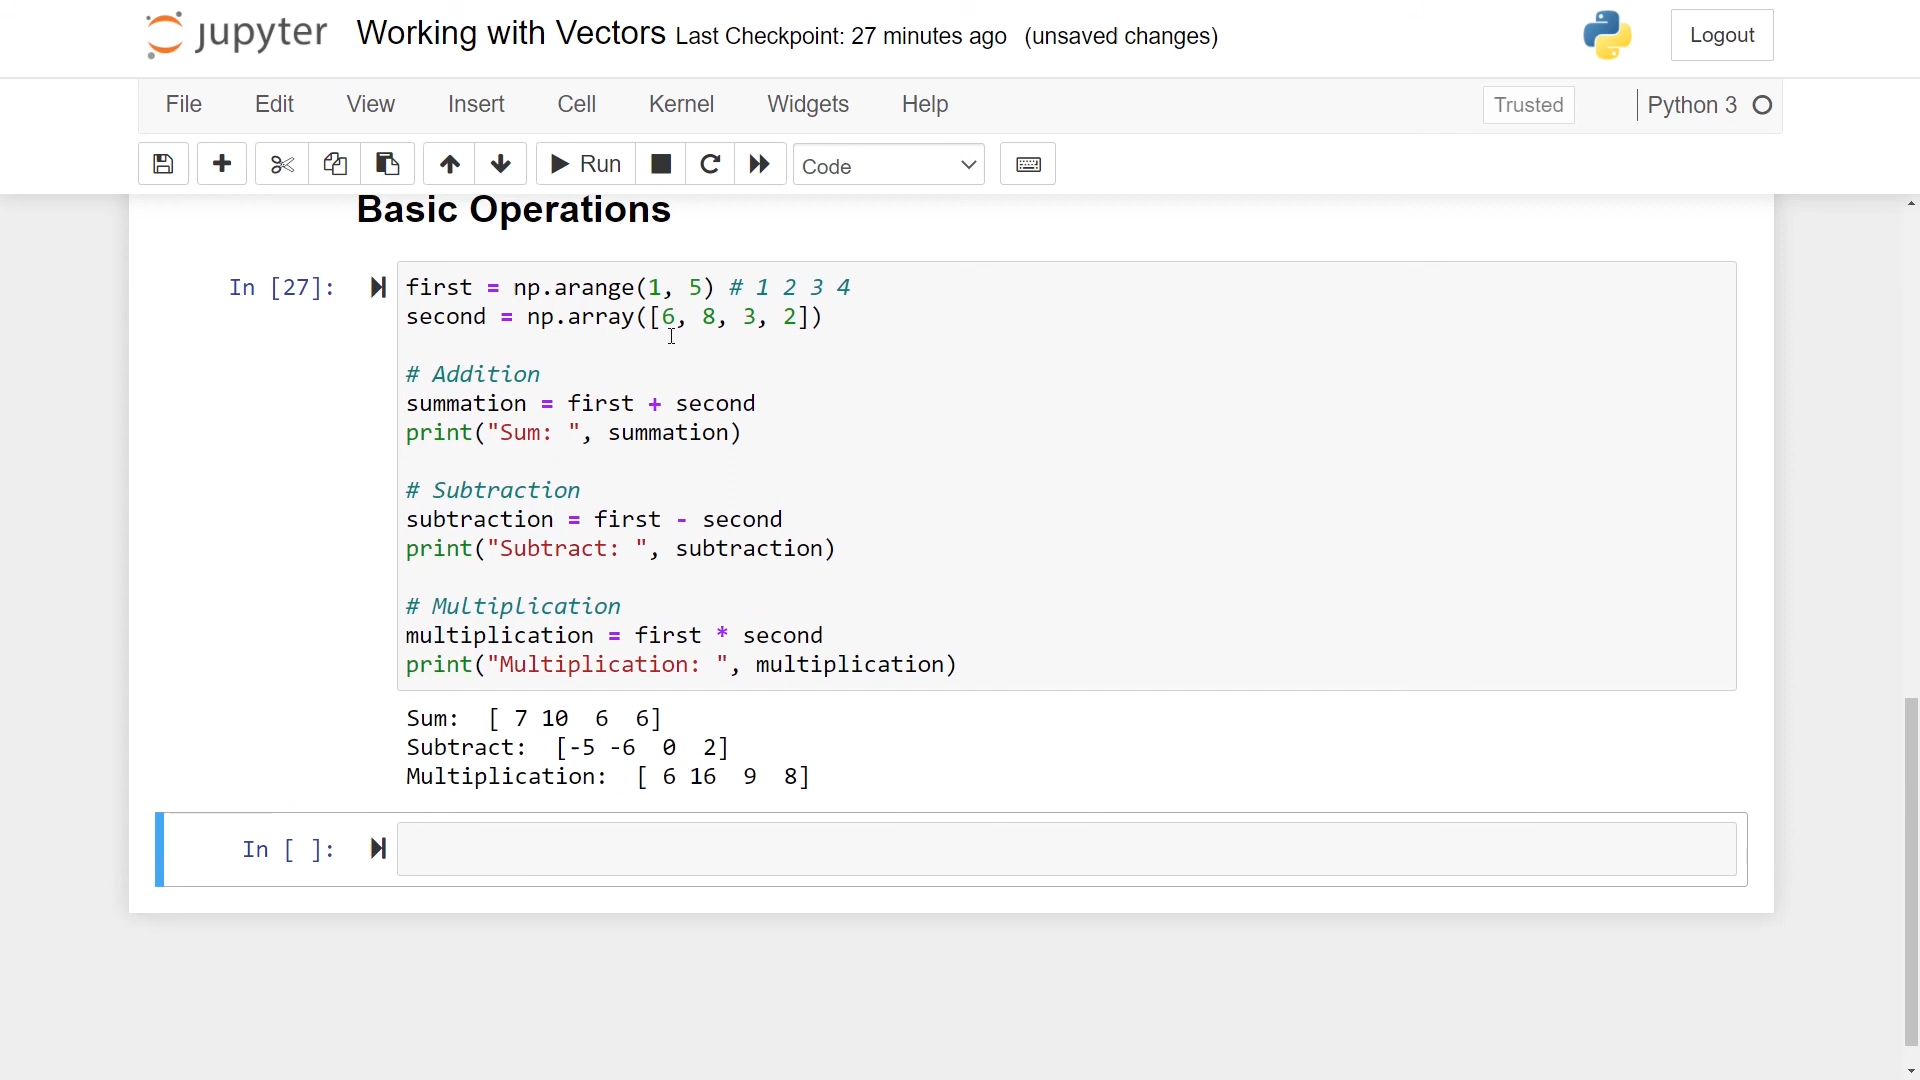 jupyter Working with Vectors Last Checkpoint: 27 minutes ago (unsaved changes) Logout
File Edit View Insert Cell Kernel Widgets Help Trusted Python 3
Run Code
Basic Operations
In [27]: first = np.arange(1, 5) # 1 2 3 4
second = np.array([6, 8, 3, 2])
# Addition
summation = first + second
print("Sum: ", summation)
# Subtraction
subtraction = first - second
print("Subtract: ", subtraction)
# Multiplication
multiplication = first * second
print("Multiplication: ", multiplication)
Sum:  [ 7 10  6  6]
Subtract:  [-5 -6  0  2]
Multiplication:  [ 6 16  9  8]
In [ ]: